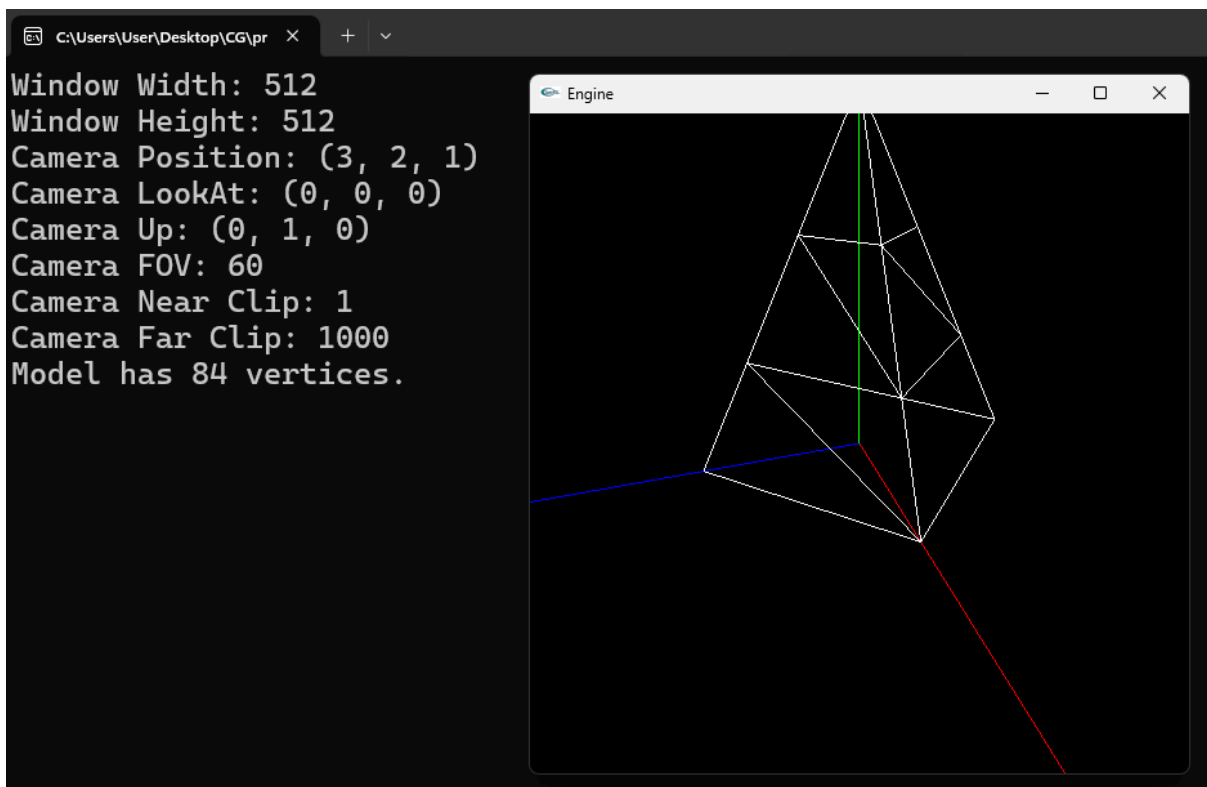 C:\Users\User\Desktop\CG\pr
Window Width: 512
Window Height: 512
Camera Position: (3, 2, 1)
Camera LookAt: (0, 0, 0)
Camera Up: (0, 1, 0)
Camera FOV: 60
Camera Near Clip: 1
Camera Far Clip: 1000
Model has 84 vertices.
Engine